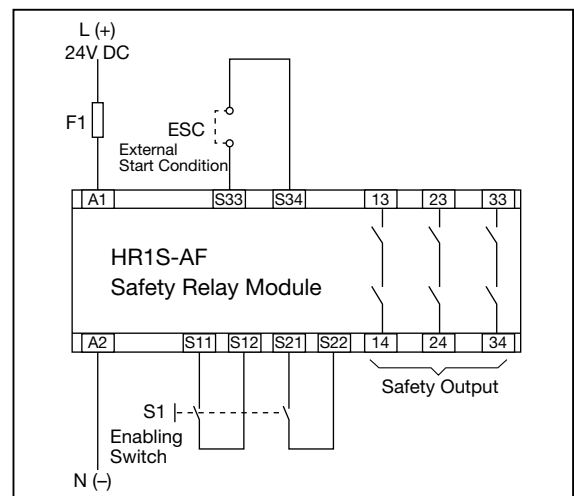 L (+)
24V DC
F1
ESC
External
Start Condition
A1 S33 S34 13 23 33
HR1S-AF
Safety Relay Module
A2 S11 S12 S21 S22 14 24 34
Safety Output
S1
Enabling
Switch
N (–)